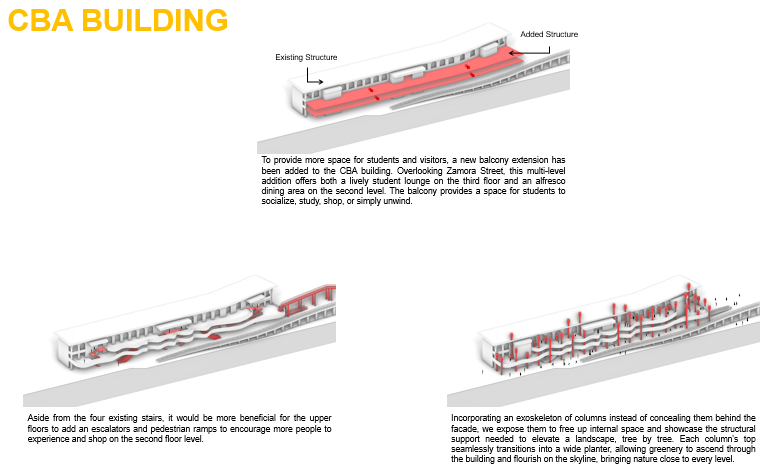 CBA BUILDING
Added Structure
Existing Structure
To provide more space for students and visitors, a new balcony extension has
been added to the CBA building. Overlooking Zamora Street, this multi-level
addition offers both a lively student lounge on the third floor and an alfresco
dining area on the second level. The balcony provides a space for students to
socialize, study, shop, or simply unwind.
Aside from the four existing stairs, it would be more beneficial for the upper
floors to add an escalators and pedestrian ramps to encourage more people to
experience and shop on the second floor level.
Incorporating an exoskeleton of columns instead of concealing them behind the
facade, we expose them to free up internal space and showcase the structural
support needed to elevate a landscape, tree by tree. Each column's top
seamlessly transitions into a wide planter, allowing greenery to ascend through
the building and flourish on the skyline, bringing nature close to every level.